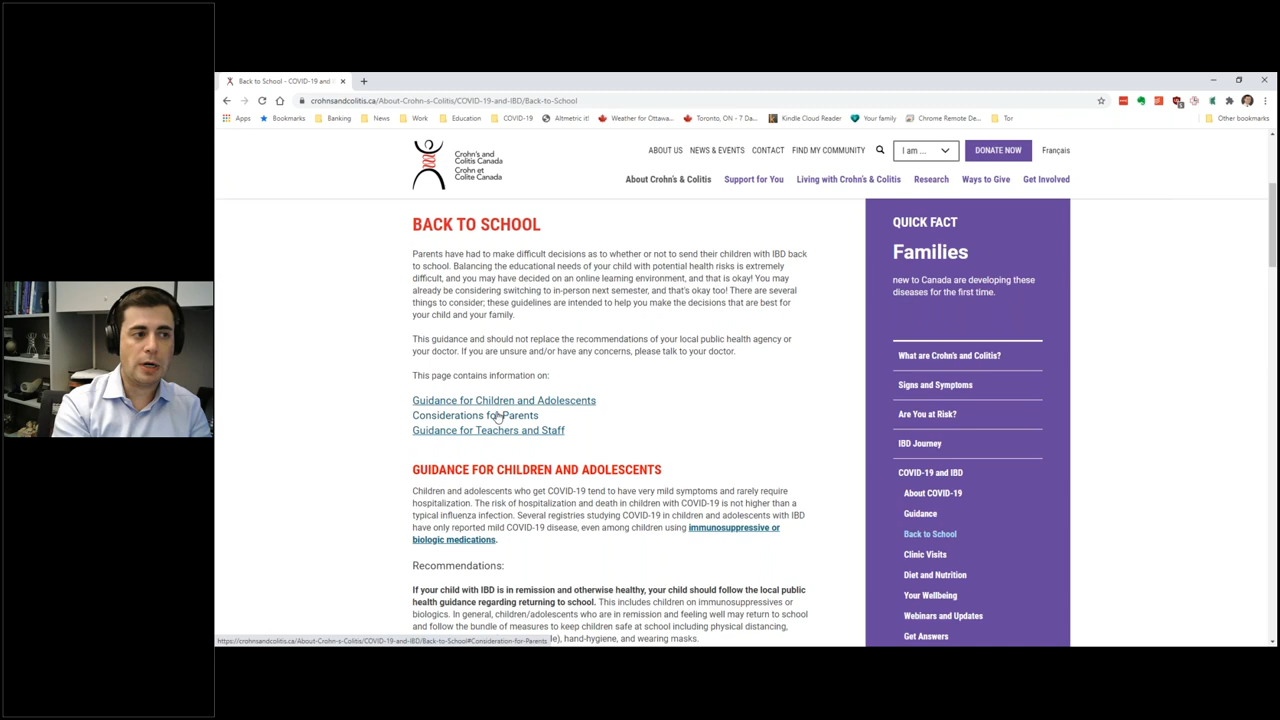 Back to School - COVID-19 and
crohnsandcolitis.ca/About-Crohn-s-Colitis/COVID-19-and-IBD/Back-to-School
Apps Bookmarks Banking News Work Education COVID-19 Altmetric it! Weather for Ottawa... Toronto, ON - 7 Da... Kindle Cloud Reader Your family Chrome Remote De... Tor Other bookmarks
Crohn's and
Colitis Canada
Crohn et
Colite Canada
ABOUT US NEWS & EVENTS CONTACT FIND MY COMMUNITY I am ... DONATE NOW Français
About Crohn's & Colitis Support for You Living with Crohn's & Colitis Research Ways to Give Get Involved
BACK TO SCHOOL
Parents have had to make difficult decisions as to whether or not to send their children with IBD back
to school. Balancing the educational needs of your child with potential health risks is extremely
difficult, and you may have decided on an online learning environment, and that is okay! You may
already be considering switching to in-person next semester, and that's okay too! There are several
things to consider; these guidelines are intended to help you make the decisions that are best for
your child and your family.
This guidance and should not replace the recommendations of your local public health agency or
your doctor. If you are unsure and/or have any concerns, please talk to your doctor.
This page contains information on:
Guidance for Children and Adolescents
Considerations for Parents
Guidance for Teachers and Staff
GUIDANCE FOR CHILDREN AND ADOLESCENTS
Children and adolescents who get COVID-19 tend to have very mild symptoms and rarely require
hospitalization. The risk of hospitalization and death in children with COVID-19 is not higher than a
typical influenza infection. Several registries studying COVID-19 in children and adolescents with IBD
have only reported mild COVID-19 disease, even among children using immunosuppressive or
biologic medications.
Recommendations:
If your child with IBD is in remission and otherwise healthy, your child should follow the local public
health guidance regarding returning to school. This includes children on immunosuppressives or
biologics. In general, children/adolescents who are in remission and feeling well may return to school
and follow the bundle of measures to keep children safe at school including physical distancing,
le), hand-hygiene, and wearing masks.
https://crohnsandcolitis.ca/About-Crohn-s-Colitis/COVID-19-and-IBD/Back-to-School#Consideration-for-Parents
QUICK FACT
Families
new to Canada are developing these
diseases for the first time.
What are Crohn's and Colitis?
Signs and Symptoms
Are You at Risk?
IBD Journey
COVID-19 and IBD
About COVID-19
Guidance
Back to School
Clinic Visits
Diet and Nutrition
Your Wellbeing
Webinars and Updates
Get Answers